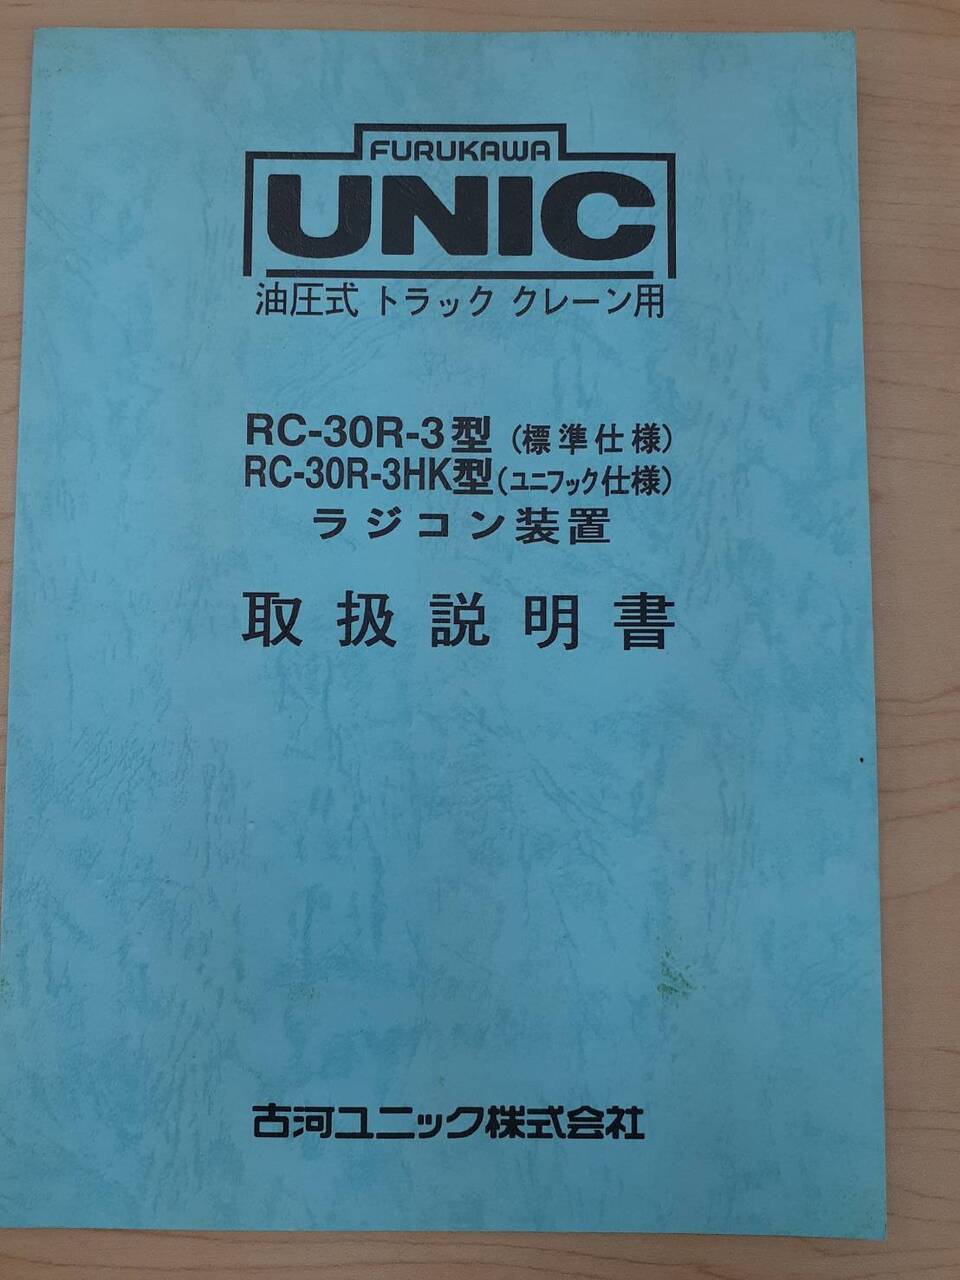 FURUKAWA
UNIC
油圧式 トラック クレーン用
RC-30R-3型 (標準仕様)
RC-30R-3HK型(ユニフック仕様)
ラジコン装置
取扱説明書
古河ユニック株式会社